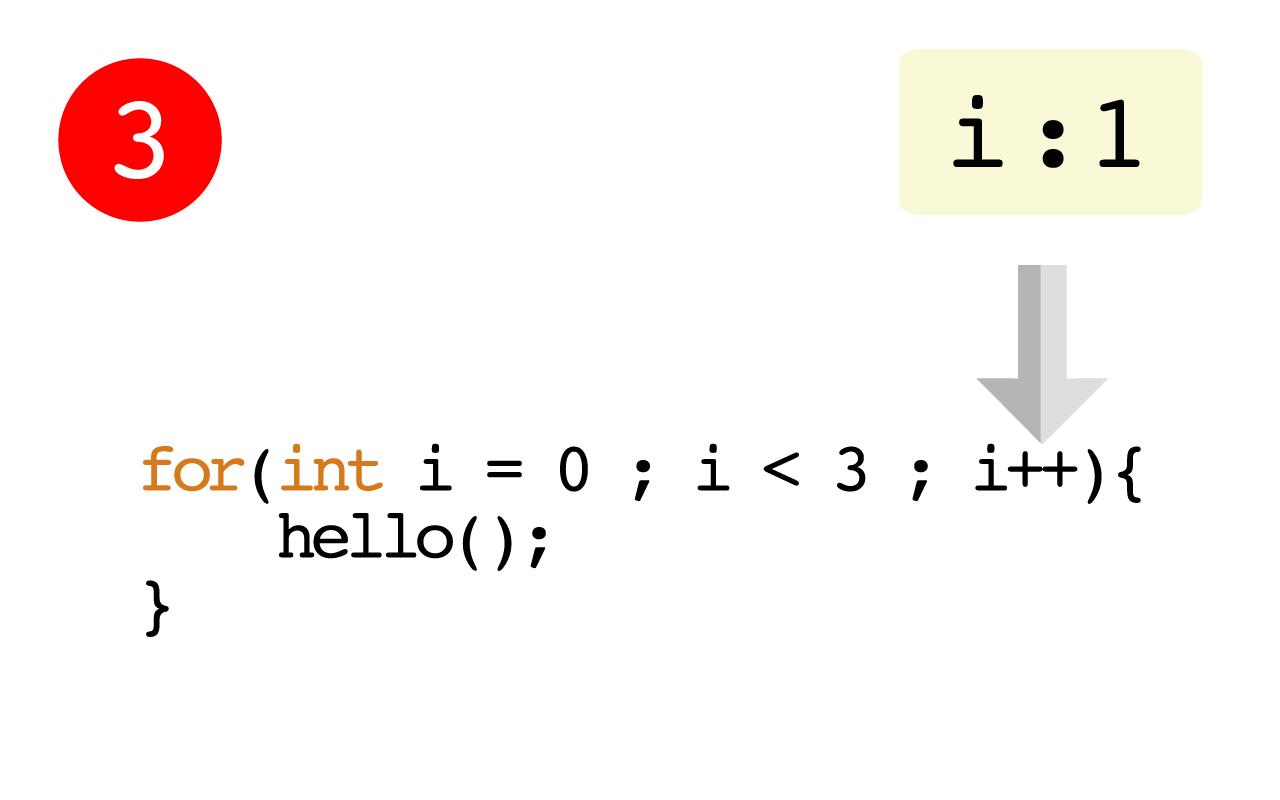 3
i:1
for(int i = 0 ; i < 3 ; i++){
    hello();
}